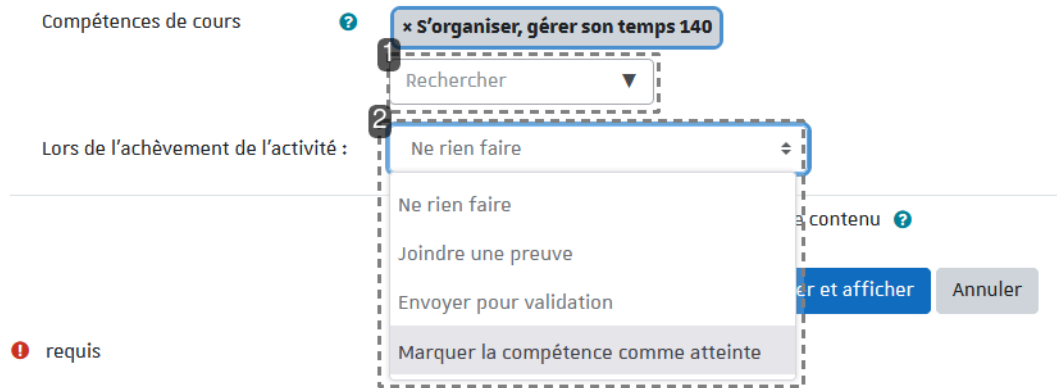 Compétences de cours
× S'organiser, gérer son temps 140
1
Rechercher
2
Lors de l'achèvement de l'activité :
Ne rien faire
Ne rien faire
contenu
Joindre une preuve
er et afficher
Annuler
Envoyer pour validation
requis
Marquer la compétence comme atteinte